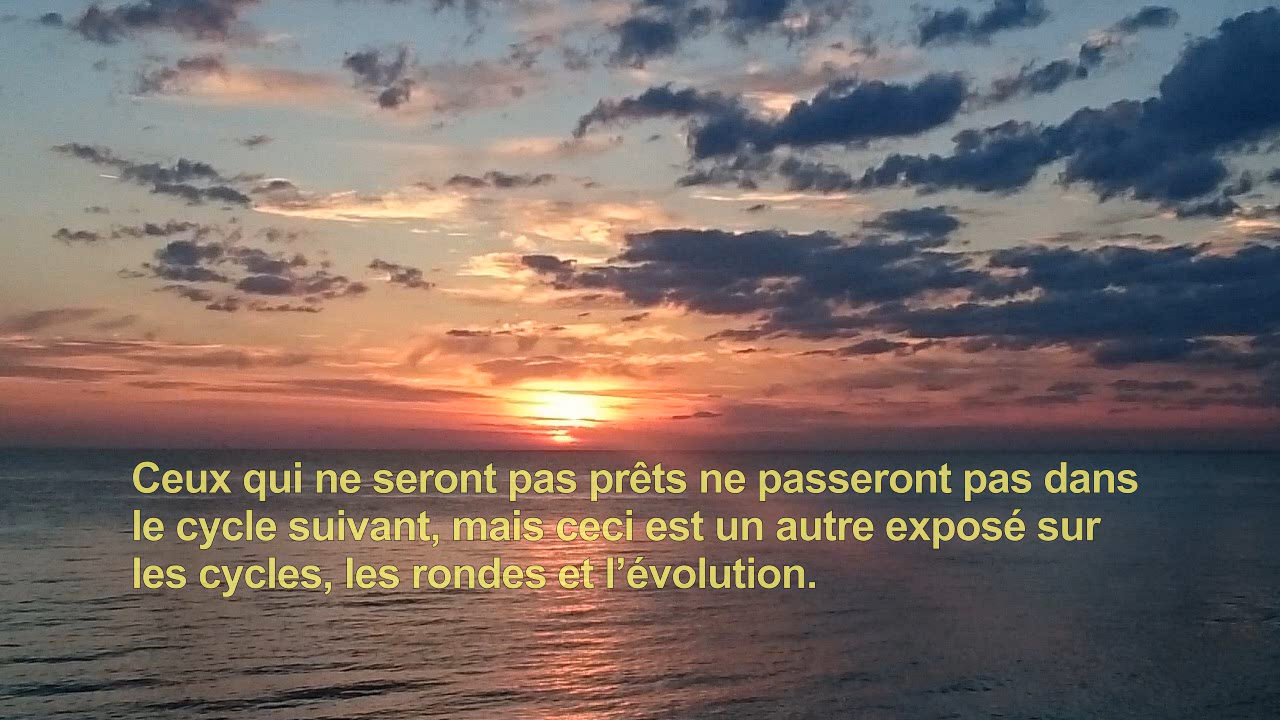 Ceux qui ne seront pas prêts ne passeront pas dans
le cycle suivant, mais ceci est un autre exposé sur
les cycles, les rondes et l’évolution.